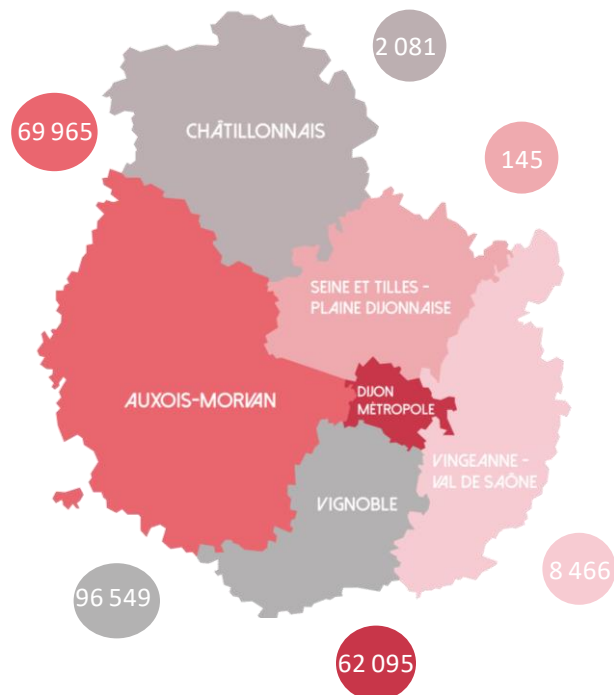 2 081
69 965
CHÂTILLONNAIS
145
SEINE ET TILLES -
PLAINE DIJONNAISE
DIJON
MÉTROPOLE
AUXOIS-MORVAN
VINGEANNE -
VAL DE SAÔNE
VIGNOBLE
8 466
96 549
62 095